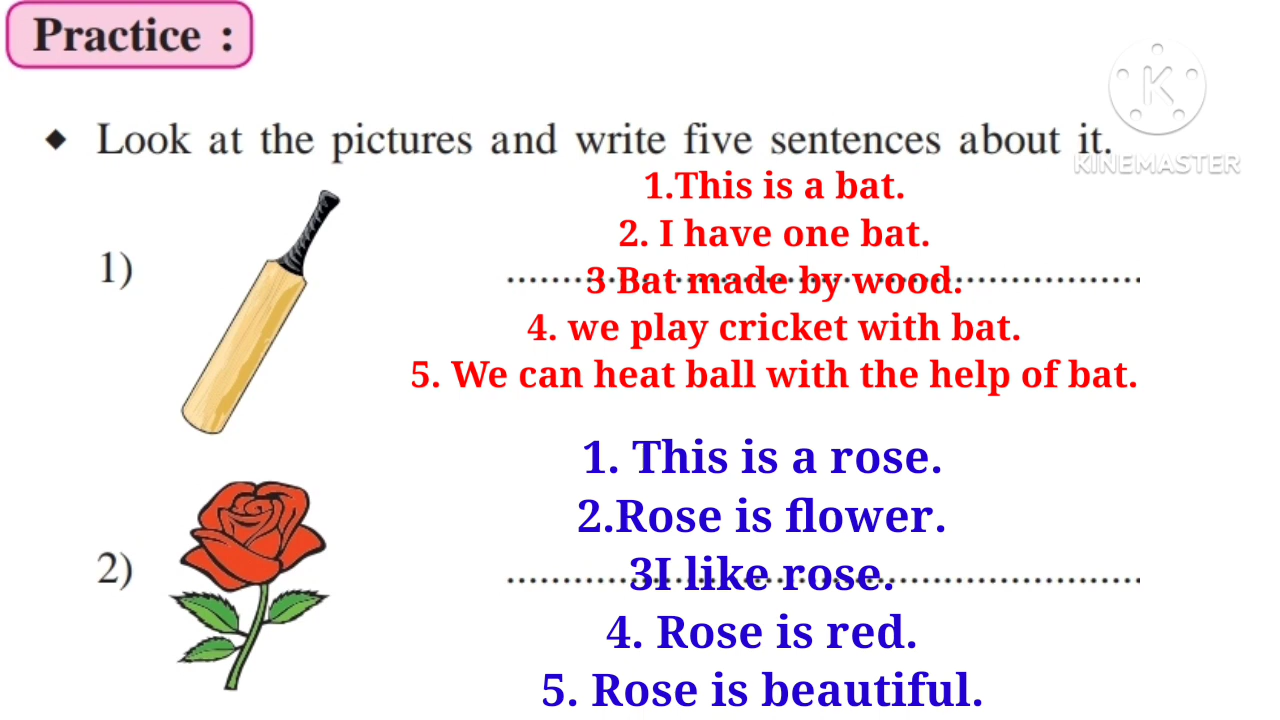 Practice :
◆ Look at the pictures and write five sentences about it.
KINEMASTER
1.This is a bat.
2. I have one bat.
1) ..........................................................
3 Bat made by wood.
4. we play cricket with bat.
5. We can heat ball with the help of bat.
1. This is a rose.
2.Rose is flower.
2) ..........................................................
3I like rose.
4. Rose is red.
5. Rose is beautiful.